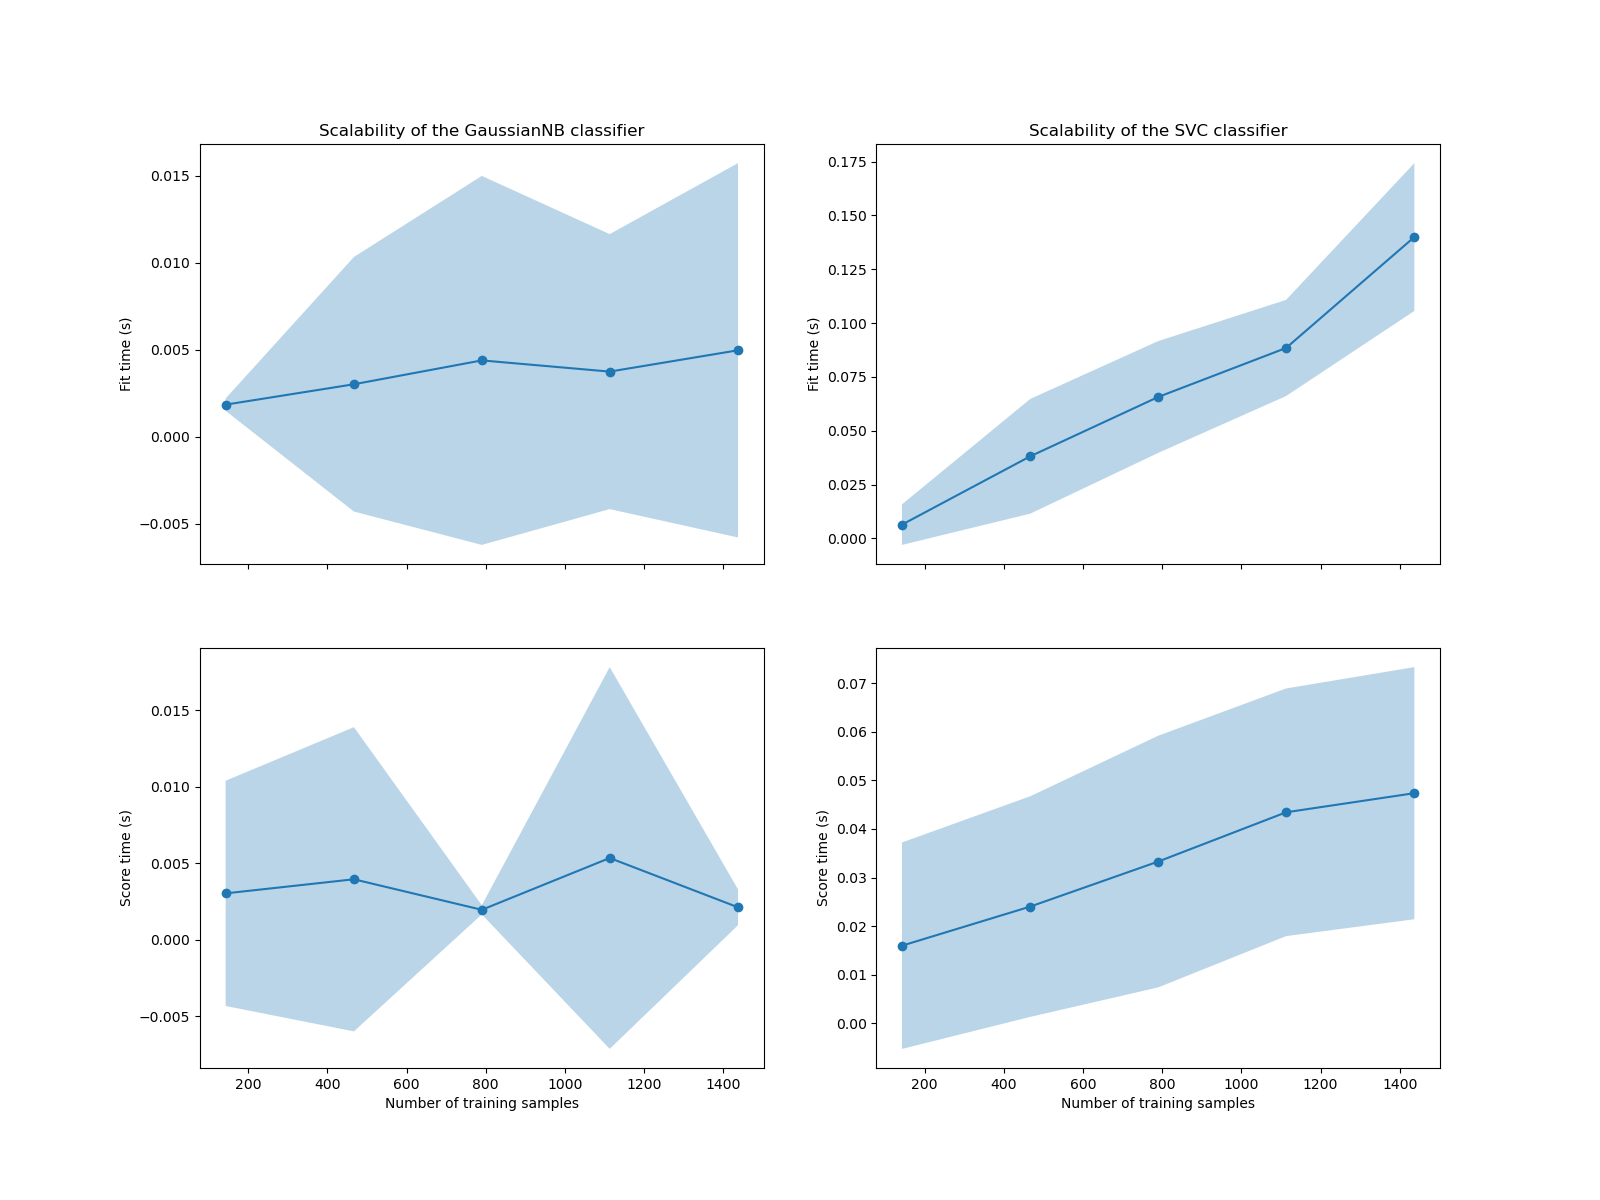 Scalability of the GaussianNB classifier
Fit time (s)
0.015
0.010
0.005
0.000
−0.005
Scalability of the SVC classifier
Fit time (s)
0.175
0.150
0.125
0.100
0.075
0.050
0.025
0.000
Score time (s)
0.015
0.010
0.005
0.000
−0.005
200 400 600 800 1000 1200 1400
Number of training samples
Score time (s)
0.07
0.06
0.05
0.04
0.03
0.02
0.01
0.00
200 400 600 800 1000 1200 1400
Number of training samples